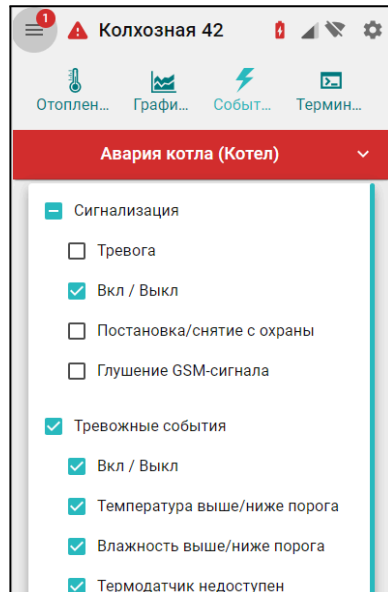 1
Колхозная 42
Отоплен...
Графи...
Событ...
Термин...
Авария котла (Котел)
Сигнализация
Тревога
Вкл / Выкл
Постановка/снятие с охраны
Глушение GSM-сигнала
Тревожные события
Вкл / Выкл
Температура выше/ниже порога
Влажность выше/ниже порога
Термодатчик недоступен